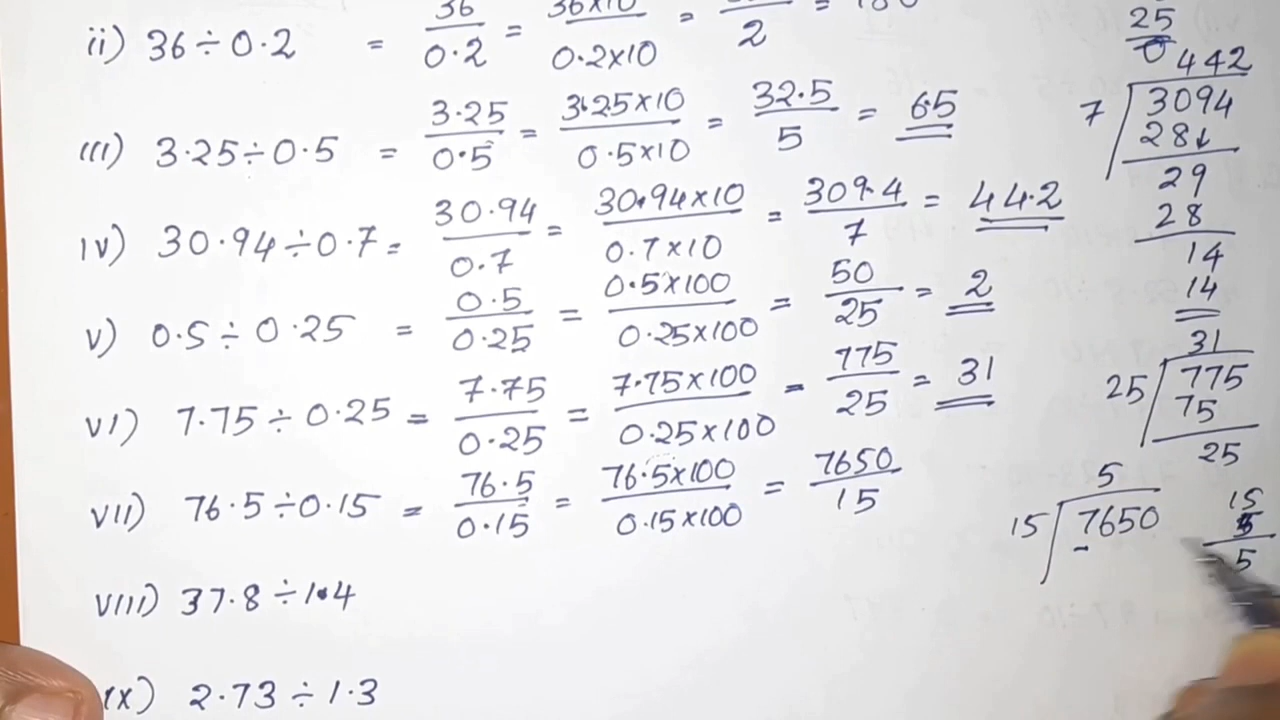 ii) 36 ÷ 0.2 = 36/0.2 = 36×10/0.2×10 = /2 = 180
iii) 3.25 ÷ 0.5 = 3.25/0.5 = 3.25×10/0.5×10 = 32.5/5 = 6.5
iv) 30.94 ÷ 0.7 = 30.94/0.7 = 30.94×10/0.7×10 = 309.4/7 = 44.2
v) 0.5 ÷ 0.25 = 0.5/0.25 = 0.5×100/0.25×100 = 50/25 = 2
vi) 7.75 ÷ 0.25 = 7.75/0.25 = 7.75×100/0.25×100 = 775/25 = 31
vii) 76.5 ÷ 0.15 = 76.5/0.15 = 76.5×100/0.15×100 = 7650/15
viii) 37.8 ÷ 1.4
ix) 2.73 ÷ 1.3
25
0
442
7 3094
28↓
29
28
14
14
31
25 775
75
25
5
15 7650
15
5
5